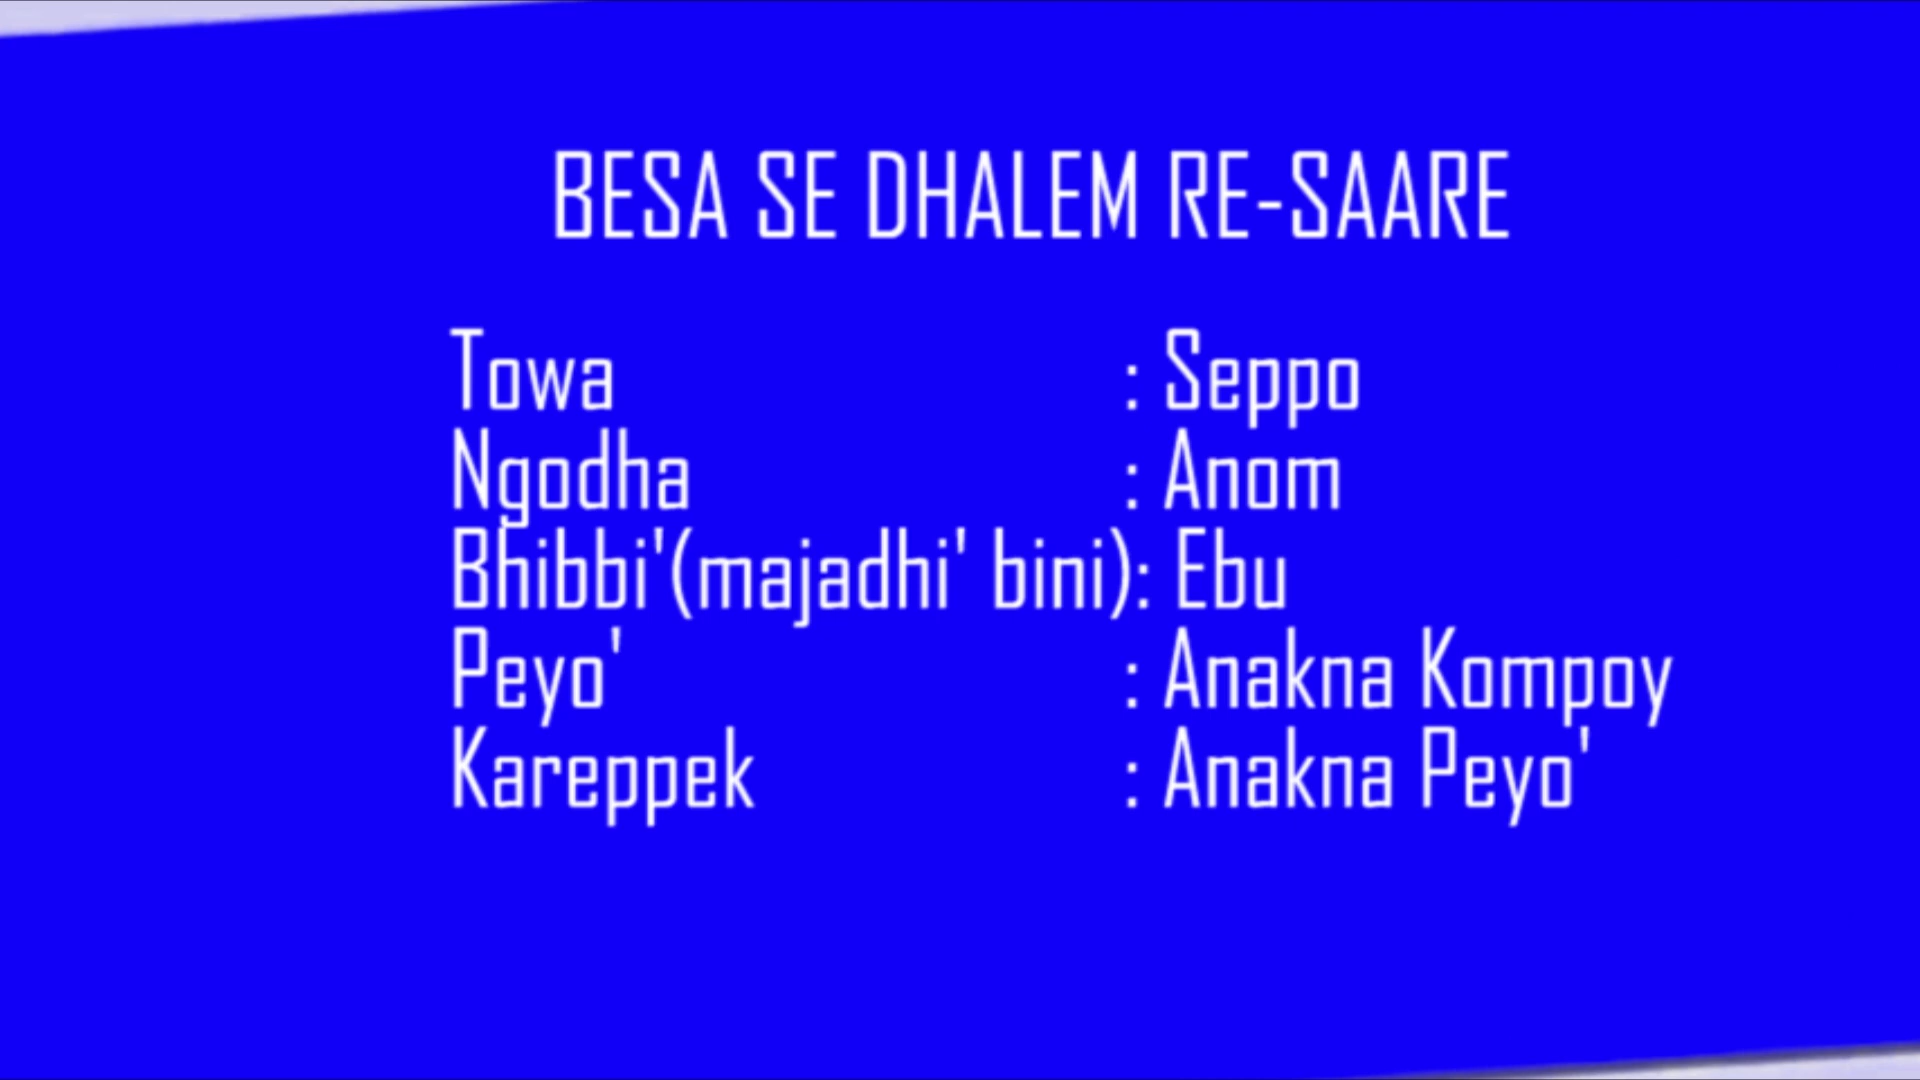 BESA SE DHALEM RE-SAARE
Towa : Seppo
Ngodha : Anom
Bhibbi'(majadhi' bini): Ebu
Peyo' : Anakna Kompoy
Kareppek : Anakna Peyo'